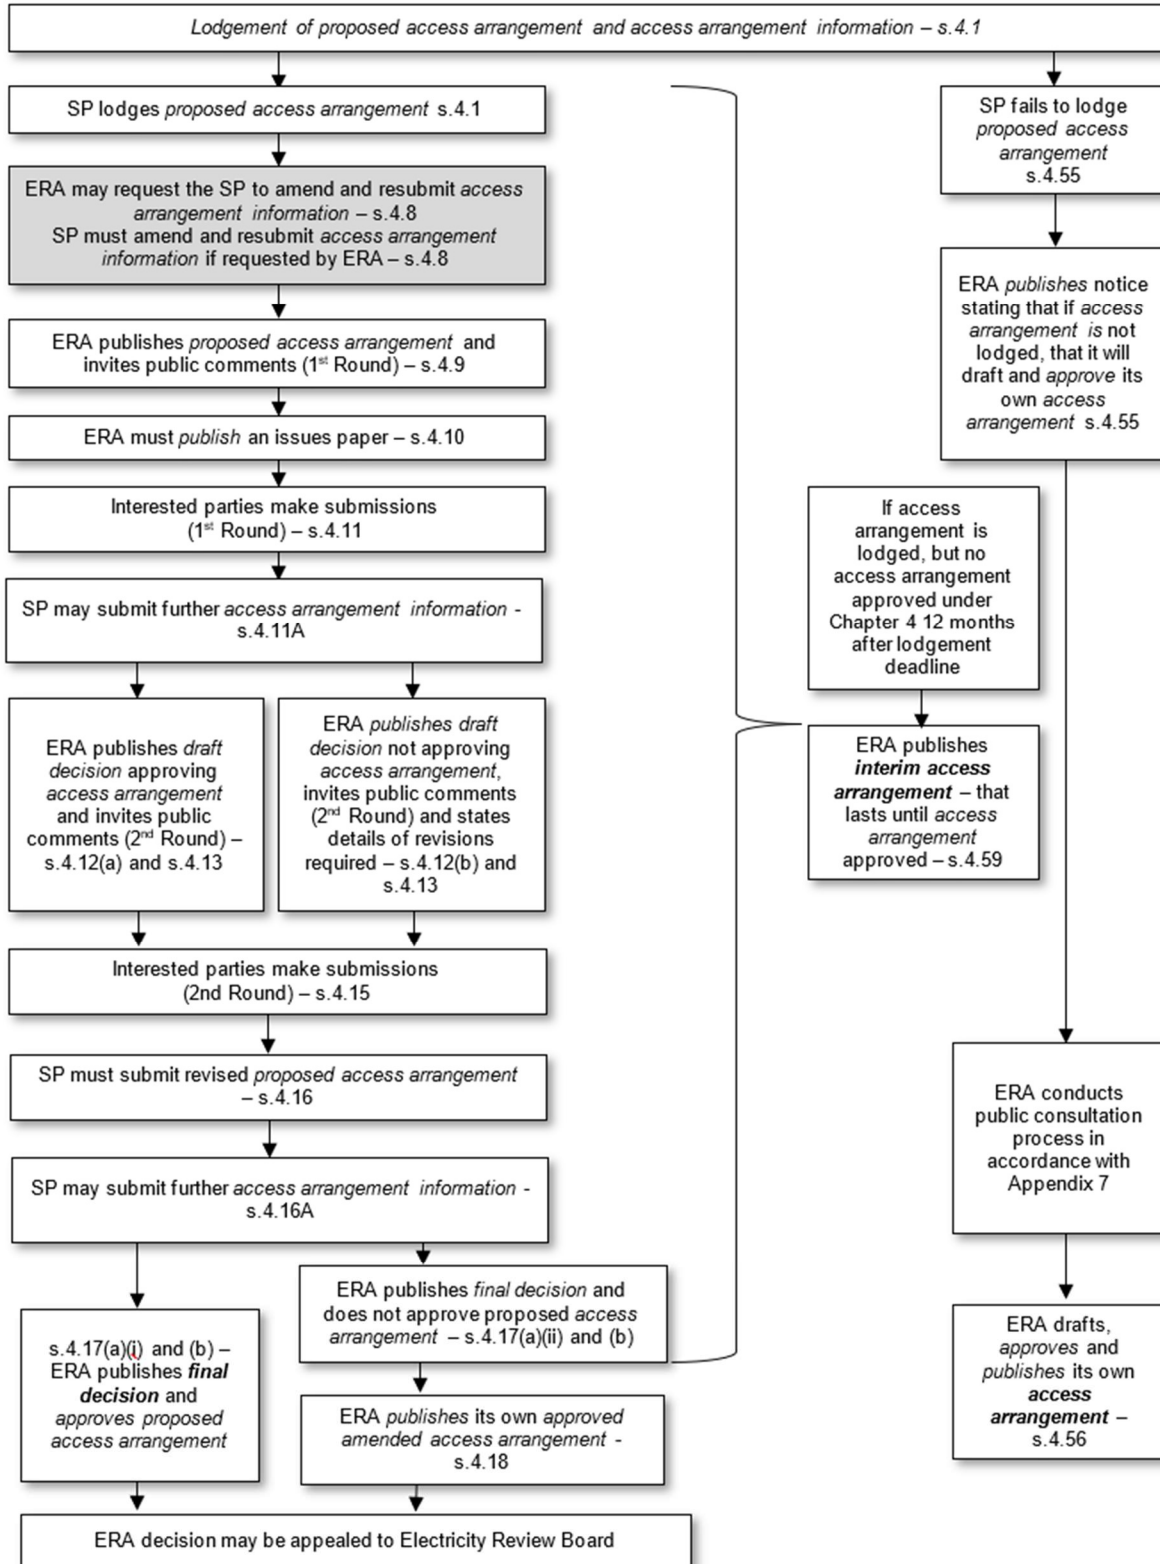 Lodgement of proposed access arrangement and access arrangement information – s.4.1
SP lodges proposed access arrangement s.4.1
ERA may request the SP to amend and resubmit access
arrangement information – s.4.8
SP must amend and resubmit access arrangement
information if requested by ERA – s.4.8
ERA publishes proposed access arrangement and
invites public comments (1st Round) – s.4.9
ERA must publish an issues paper – s.4.10
Interested parties make submissions
(1st Round) – s.4.11
SP may submit further access arrangement information -
s.4.11A
ERA publishes draft
decision approving
access arrangement
and invites public
comments (2nd Round) –
s.4.12(a) and s.4.13
ERA publishes draft
decision not approving
access arrangement,
invites public comments
(2nd Round) and states
details of revisions
required – s.4.12(b) and
s.4.13
Interested parties make submissions
(2nd Round) – s.4.15
SP must submit revised proposed access arrangement
– s.4.16
SP may submit further access arrangement information -
s.4.16A
s.4.17(a)(i) and (b) –
ERA publishes final
decision and
approves proposed
access arrangement
ERA publishes final decision and
does not approve proposed access
arrangement – s.4.17(a)(ii) and (b)
ERA publishes its own approved
amended access arrangement -
s.4.18
ERA decision may be appealed to Electricity Review Board
If access
arrangement is
lodged, but no
access arrangement
approved under
Chapter 4 12 months
after lodgement
deadline
ERA publishes
interim access
arrangement – that
lasts until access
arrangement
approved – s.4.59
SP fails to lodge
proposed access
arrangement
s.4.55
ERA publishes notice
stating that if access
arrangement is not
lodged, that it will
draft and approve its
own access
arrangement s.4.55
ERA conducts
public consultation
process in
accordance with
Appendix 7
ERA drafts,
approves and
publishes its own
access
arrangement –
s.4.56